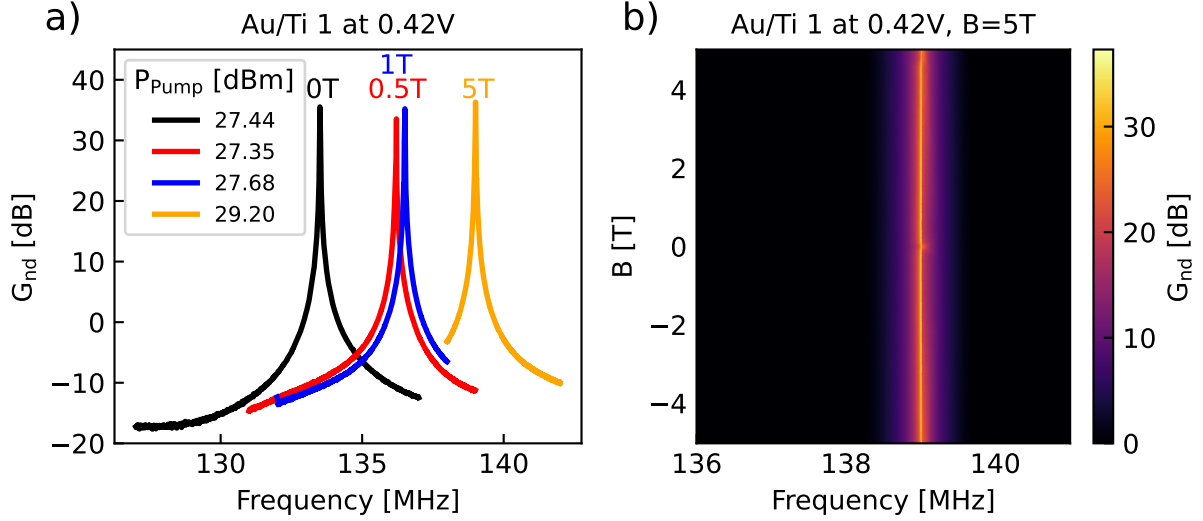 a)
Au/Ti 1 at 0.42V
P_Pump [dBm]
27.44
27.35
27.68
29.20
0T
1T
0.5T
5T
40
30
20
10
0
−10
−20
G_nd [dB]
130
135
140
Frequency [MHz]
b)
Au/Ti 1 at 0.42V, B=5T
4
2
0
−2
−4
B [T]
136
138
140
Frequency [MHz]
30
20
10
0
G_nd [dB]